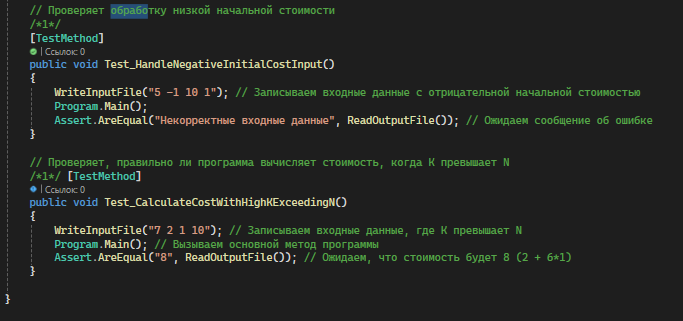 // Проверяет обработку низкой начальной стоимости
/*1*/
[TestMethod]
| Ссылок: 0
public void Test_HandleNegativeInitialCostInput()
{
WriteInputFile("5 -1 10 1"); // Записываем входные данные с отрицательной начальной стоимостью
Program.Main();
Assert.AreEqual("Некорректные входные данные", ReadOutputFile()); // Ожидаем сообщение об ошибке
}
// Проверяет, правильно ли программа вычисляет стоимость, когда K превышает N
/*1*/ [TestMethod]
| Ссылок: 0
public void Test_CalculateCostWithHighKExceedingN()
{
WriteInputFile("7 2 1 10"); // Записываем входные данные, где K превышает N
Program.Main(); // Вызываем основной метод программы
Assert.AreEqual("8", ReadOutputFile()); // Ожидаем, что стоимость будет 8 (2 + 6*1)
}
}